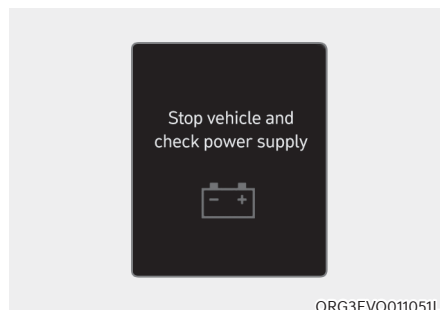 Stop vehicle and
check power supply
- +
ORG3EVQ011051L